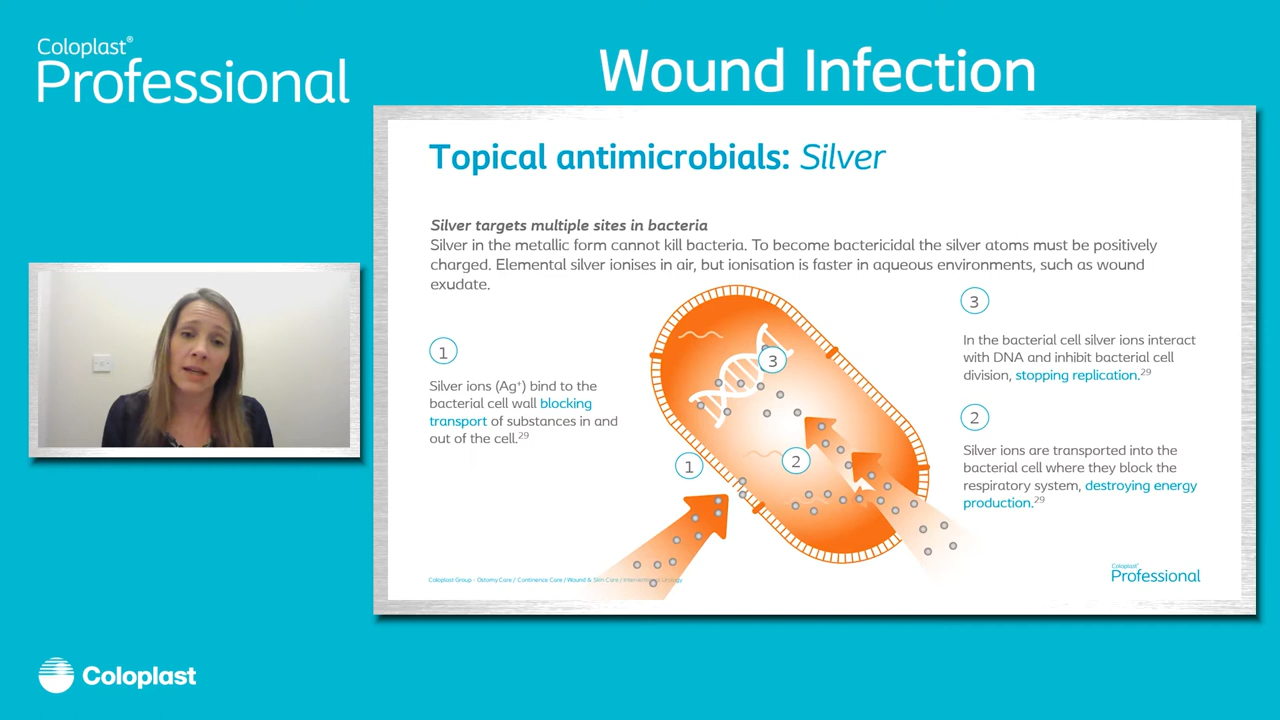 Coloplast®
Professional
Wound Infection
Topical antimicrobials: Silver
Silver targets multiple sites in bacteria
Silver in the metallic form cannot kill bacteria. To become bactericidal the silver atoms must be positively
charged. Elemental silver ionises in air, but ionisation is faster in aqueous environments, such as wound
exudate.
1
Silver ions (Ag⁺) bind to the
bacterial cell wall blocking
transport of substances in and
out of the cell.²⁹
3
1
2
3
In the bacterial cell silver ions interact
with DNA and inhibit bacterial cell
division, stopping replication.²⁹
2
Silver ions are transported into the
bacterial cell where they block the
respiratory system, destroying energy
production.²⁹
Coloplast Group - Ostomy Care / Continence Care / Wound & Skin Care /
Coloplast®
Professional
Coloplast